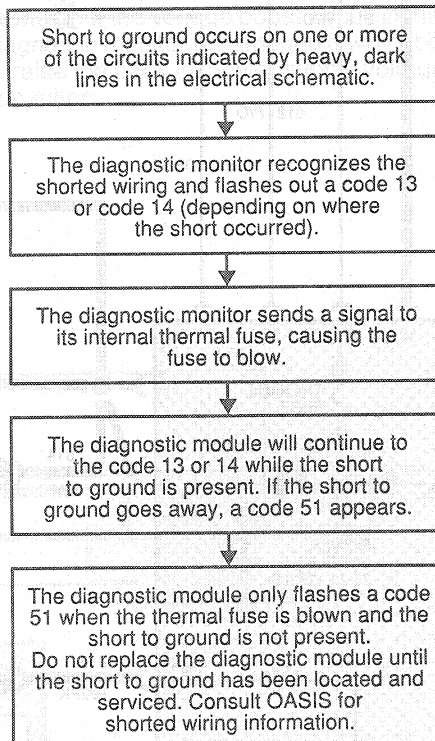 Short to ground occurs on one or more
of the circuits indicated by heavy, dark
lines in the electrical schematic.
The diagnostic monitor recognizes the
shorted wiring and flashes out a code 13
or code 14 (depending on where
the short occurred).
The diagnostic monitor sends a signal to
its internal thermal fuse, causing the
fuse to blow.
The diagnostic module will continue to
the code 13 or 14 while the short
to ground is present. If the short to
ground goes away, a code 51 appears.
The diagnostic module only flashes a code
51 when the thermal fuse is blown and the
short to ground is not present.
Do not replace the diagnostic module until
the short to ground has been located and
serviced. Consult OASIS for
shorted wiring information.